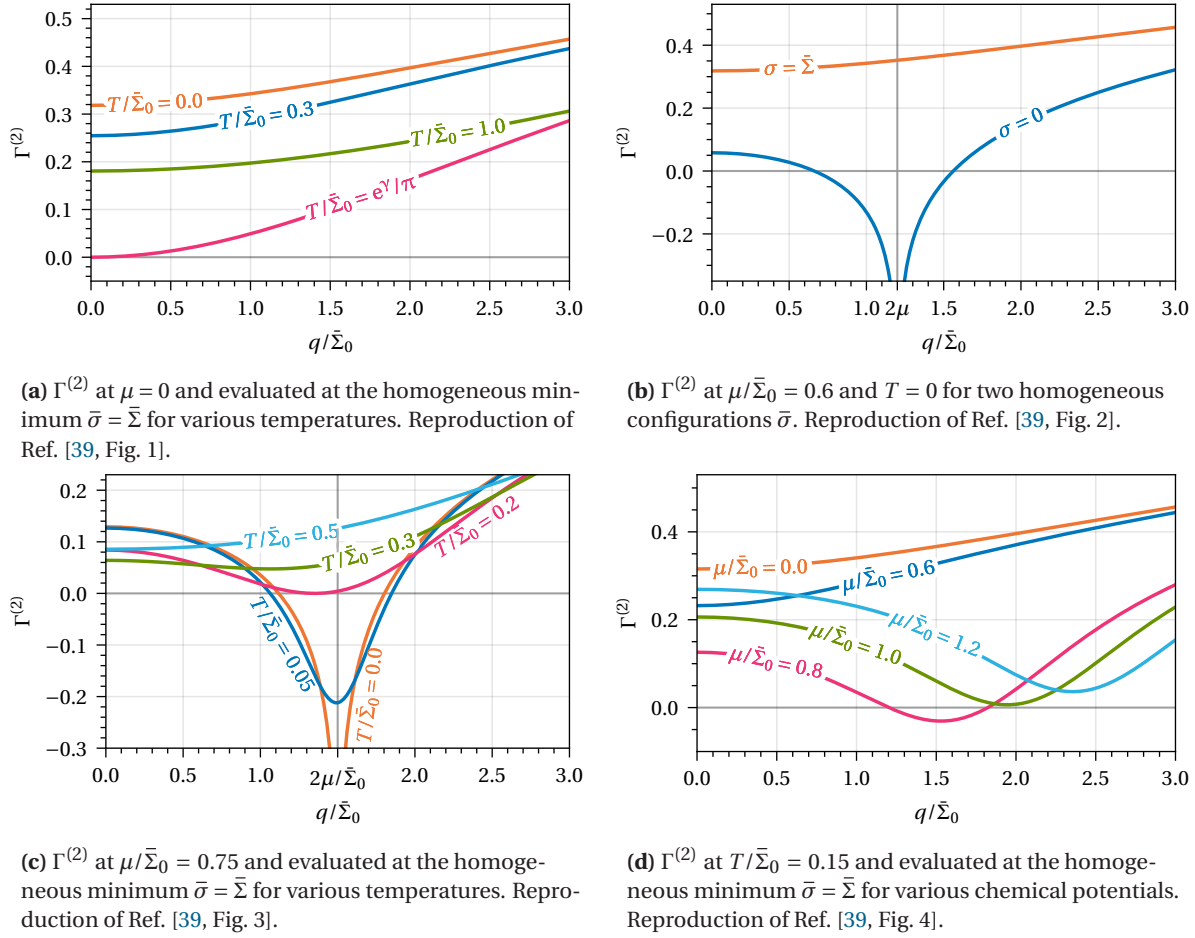 0.5
0.4
0.3
0.2
0.1
0.0
Γ(2)
T/Σ̄0 = 0.0
T/Σ̄0 = 0.3
T/Σ̄0 = 1.0
T/Σ̄0 = eγ/π
0.0 0.5 1.0 1.5 2.0 2.5 3.0
q/Σ̄0
0.4
0.2
0.0
−0.2
Γ(2)
σ = Σ̄
σ = 0
0.0 0.5 1.0 2μ 2.0 2.5 3.0
q/Σ̄0
(a) Γ(2) at μ = 0 and evaluated at the homogeneous min-
imum σ̄ = Σ̄ for various temperatures. Reproduction of
Ref. [39, Fig. 1].
(b) Γ(2) at μ/Σ̄0 = 0.6 and T = 0 for two homogeneous
configurations σ̄. Reproduction of Ref. [39, Fig. 2].
0.2
0.1
0.0
−0.1
−0.2
−0.3
Γ(2)
T/Σ̄0 = 0.5
T/Σ̄0 = 0.3
T/Σ̄0 = 0.2
T/Σ̄0 = 0.05
T/Σ̄0 = 0.0
0.0 0.5 1.0 2μ/Σ̄0 2.0 2.5 3.0
q/Σ̄0
0.4
0.2
0.0
Γ(2)
μ/Σ̄0 = 0.0
μ/Σ̄0 = 0.6
μ/Σ̄0 = 1.2
μ/Σ̄0 = 1.0
μ/Σ̄0 = 0.8
0.0 0.5 1.0 1.5 2.0 2.5 3.0
q/Σ̄0
(c) Γ(2) at μ/Σ̄0 = 0.75 and evaluated at the homoge-
neous minimum σ̄ = Σ̄ for various temperatures. Repro-
duction of Ref. [39, Fig. 3].
(d) Γ(2) at T/Σ̄0 = 0.15 and evaluated at the homoge-
neous minimum σ̄ = Σ̄ for various chemical potentials.
Reproduction of Ref. [39, Fig. 4].